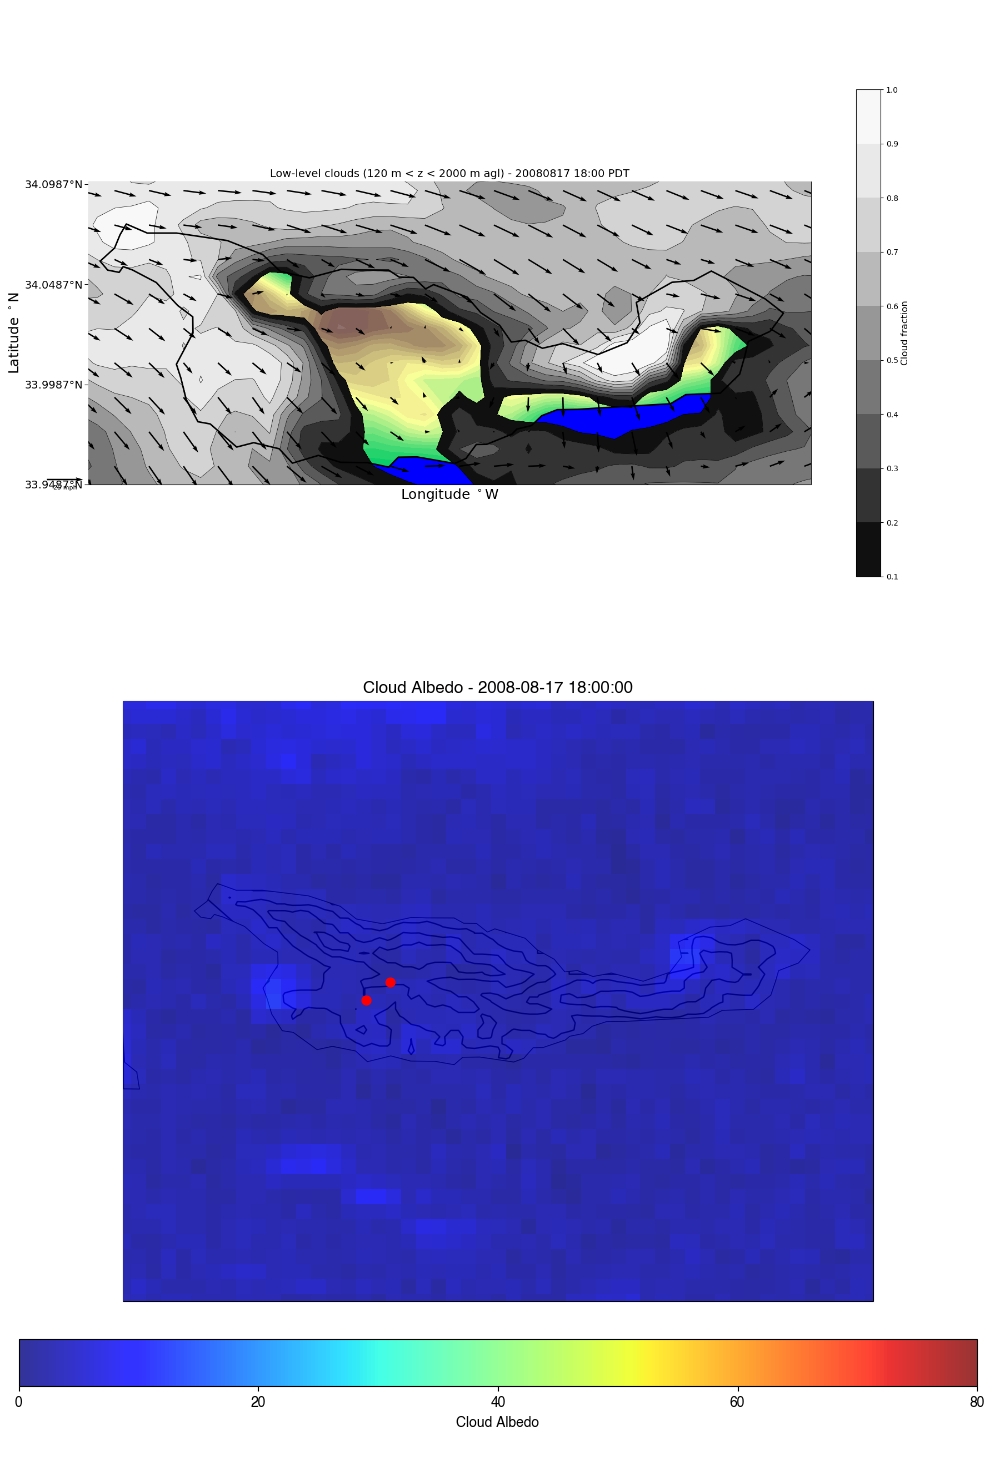 Low-level clouds (120 m < z < 2000 m agl) - 20080817 18:00 PDT
34.0987°N
34.0487°N
33.9987°N
33.9487°N
Latitude °N
Longitude °W
1.0
0.9
0.8
0.7
0.6
0.5
0.4
0.3
0.2
0.1
Cloud fraction
Cloud Albedo - 2008-08-17 18:00:00
0 20 40 60 80
Cloud Albedo